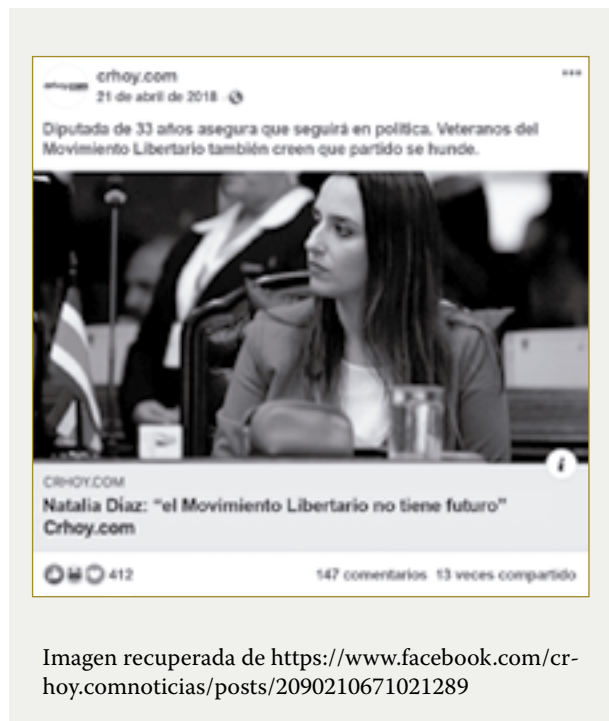 crhoy.com
21 de abril de 2018
Diputada de 33 años asegura que seguirá en política. Veteranos del
Movimiento Libertario también creen que partido se hunde.
CRHOY.COM
Natalia Díaz: “el Movimiento Libertario no tiene futuro”
Crhoy.com
412
147 comentarios 13 veces compartido
Imagen recuperada de https://www.facebook.com/cr-
hoy.comnoticias/posts/2090210671021289